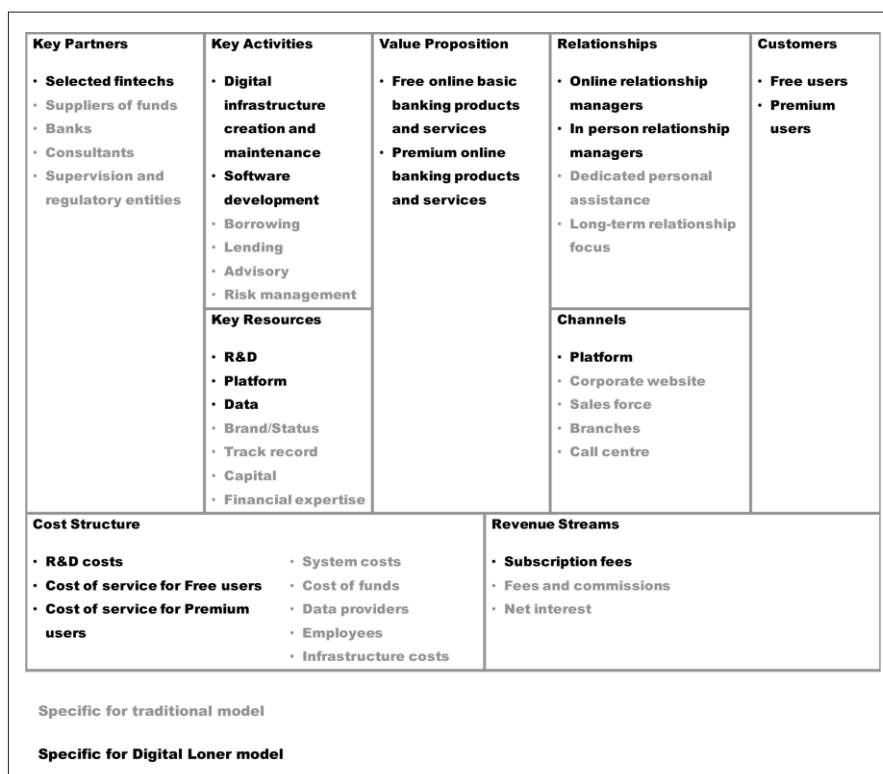 Key Partners
• Selected fintechs
• Suppliers of funds
• Banks
• Consultants
• Supervision and
regulatory entities
Key Activities
• Digital
infrastructure
creation and
maintenance
• Software
development
• Borrowing
• Lending
• Advisory
• Risk management
Key Resources
• R&D
• Platform
• Data
• Brand/Status
• Track record
• Capital
• Financial expertise
Value Proposition
• Free online basic
banking products
and services
• Premium online
banking products
and services
Relationships
• Online relationship
managers
• In person relationship
managers
• Dedicated personal
assistance
• Long-term relationship
focus
Channels
• Platform
• Corporate website
• Sales force
• Branches
• Call centre
Customers
• Free users
• Premium
users
Cost Structure
• R&D costs
• Cost of service for Free users
• Cost of service for Premium
users
• System costs
• Cost of funds
• Data providers
• Employees
• Infrastructure costs
Revenue Streams
• Subscription fees
• Fees and commissions
• Net interest
Specific for traditional model
Specific for Digital Loner model